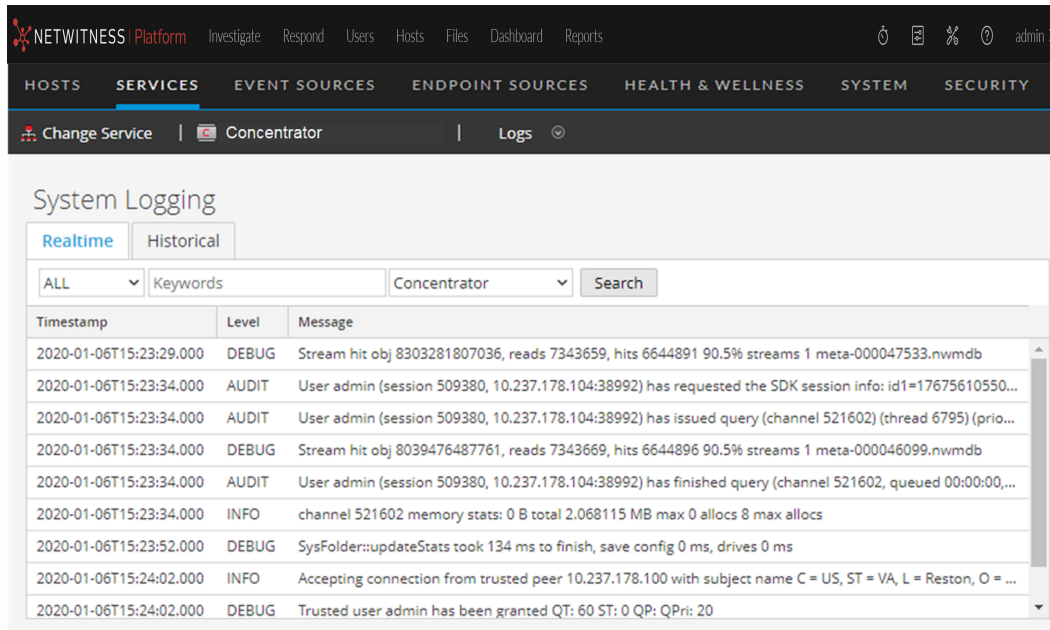 NETWITNESS Platform Investigate Respond Users Hosts Files Dashboard Reports admin
HOSTS SERVICES EVENT SOURCES ENDPOINT SOURCES HEALTH & WELLNESS SYSTEM SECURITY
Change Service | C Concentrator | Logs
System Logging
Realtime Historical
ALL Keywords Concentrator Search
Timestamp Level Message
2020-01-06T15:23:29.000 DEBUG Stream hit obj 8303281807036, reads 7343659, hits 6644891 90.5% streams 1 meta-000047533.nwmdb
2020-01-06T15:23:34.000 AUDIT User admin (session 509380, 10.237.178.104:38992) has requested the SDK session info: id1=17675610550...
2020-01-06T15:23:34.000 AUDIT User admin (session 509380, 10.237.178.104:38992) has issued query (channel 521602) (thread 6795) (prio...
2020-01-06T15:23:34.000 DEBUG Stream hit obj 8039476487761, reads 7343669, hits 6644896 90.5% streams 1 meta-000046099.nwmdb
2020-01-06T15:23:34.000 AUDIT User admin (session 509380, 10.237.178.104:38992) has finished query (channel 521602, queued 00:00:00,...
2020-01-06T15:23:34.000 INFO channel 521602 memory stats: 0 B total 2.068115 MB max 0 allocs 8 max allocs
2020-01-06T15:23:52.000 DEBUG SysFolder::updateStats took 134 ms to finish, save config 0 ms, drives 0 ms
2020-01-06T15:24:02.000 INFO Accepting connection from trusted peer 10.237.178.100 with subject name C = US, ST = VA, L = Reston, O = ...
2020-01-06T15:24:02.000 DEBUG Trusted user admin has been granted QT: 60 ST: 0 QP: QPri: 20